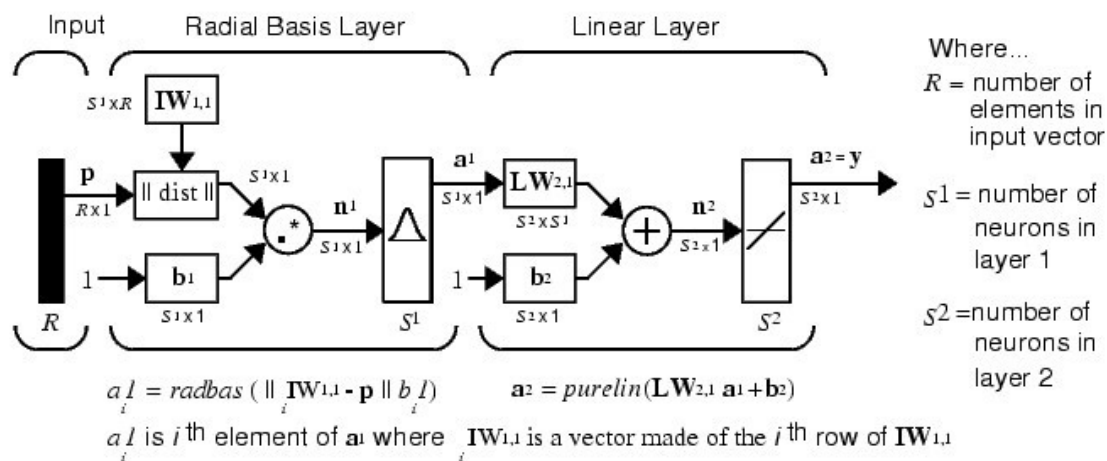 Input Radial Basis Layer Linear Layer
Where...
R = number of
elements in
input vector
S1 = number of
neurons in
layer 1
S2 = number of
neurons in
layer 2
S1xR IW1,1
p
Rx1
|| dist ||
S1x1
1 b1
S1x1
.*
n1
S1x1
a1
S1x1
LW2,1
S2xS1
1 b2
S2x1
+
n2
S2x1
a2 = y
S2x1
R S1 S2
ai1 = radbas ( || iIW1,1 - p || bi1) a2 = purelin(LW2,1 a1 + b2)
ai1 is i th element of a1 where iIW1,1 is a vector made of the i th row of IW1,1